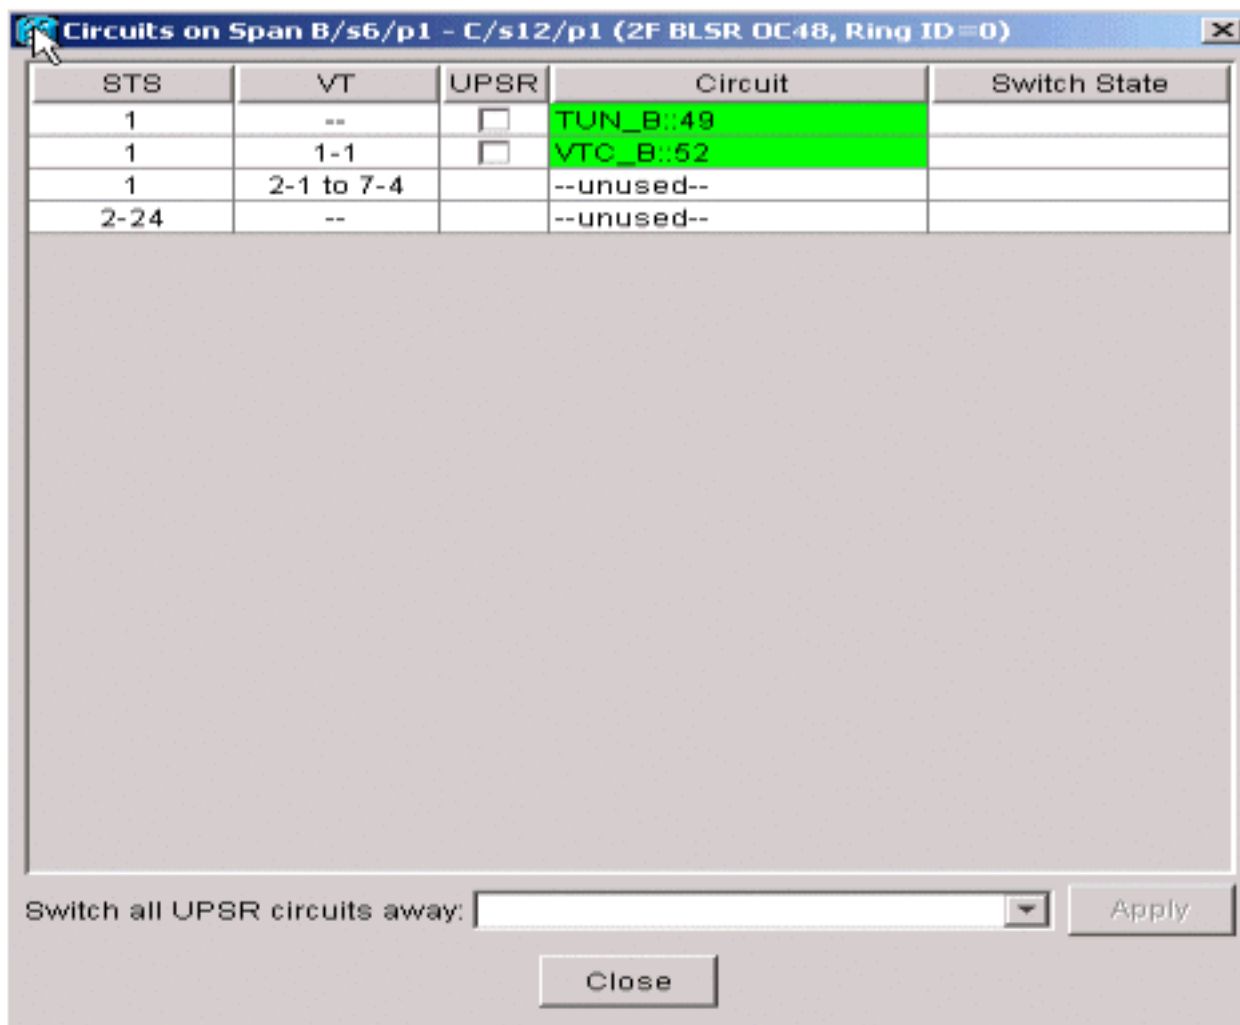 Circuits on Span B/s6/p1 - C/s12/p1 (2F BLSR OC48, Ring ID=0)
STS VT UPSR Circuit Switch State
1 -- TUN_B::49
1 1-1 VTC_B::52
1 2-1 to 7-4 --unused--
2-24 -- --unused--
Switch all UPSR circuits away: Apply
Close